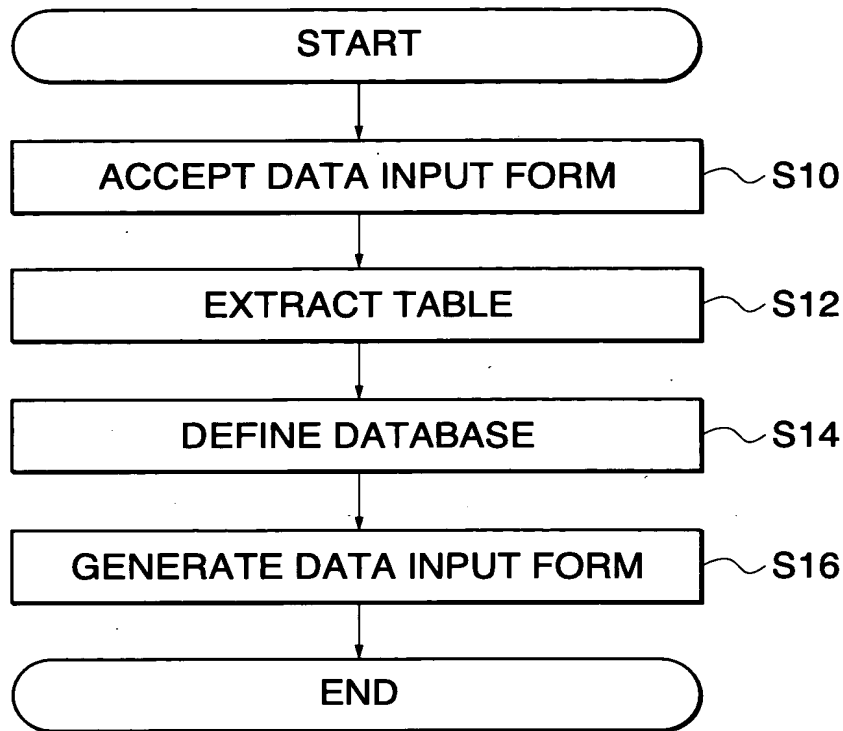 START
ACCEPT DATA INPUT FORM S10
EXTRACT TABLE S12
DEFINE DATABASE S14
GENERATE DATA INPUT FORM S16
END